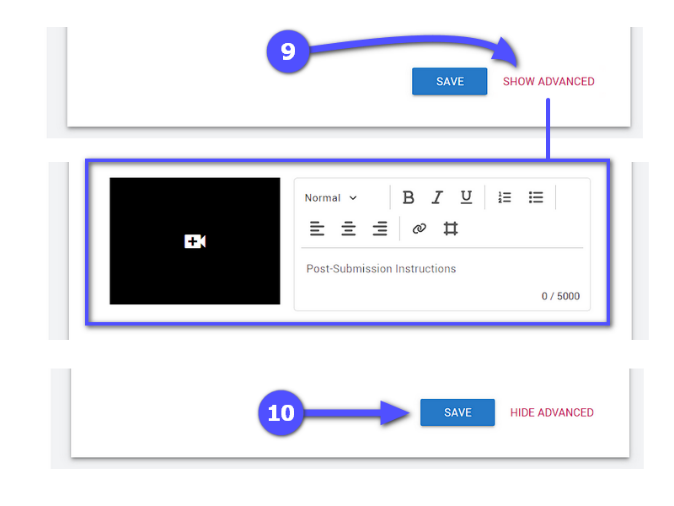 9
SAVE SHOW ADVANCED
Normal B I U
Post-Submission Instructions
0 / 5000
10 SAVE HIDE ADVANCED